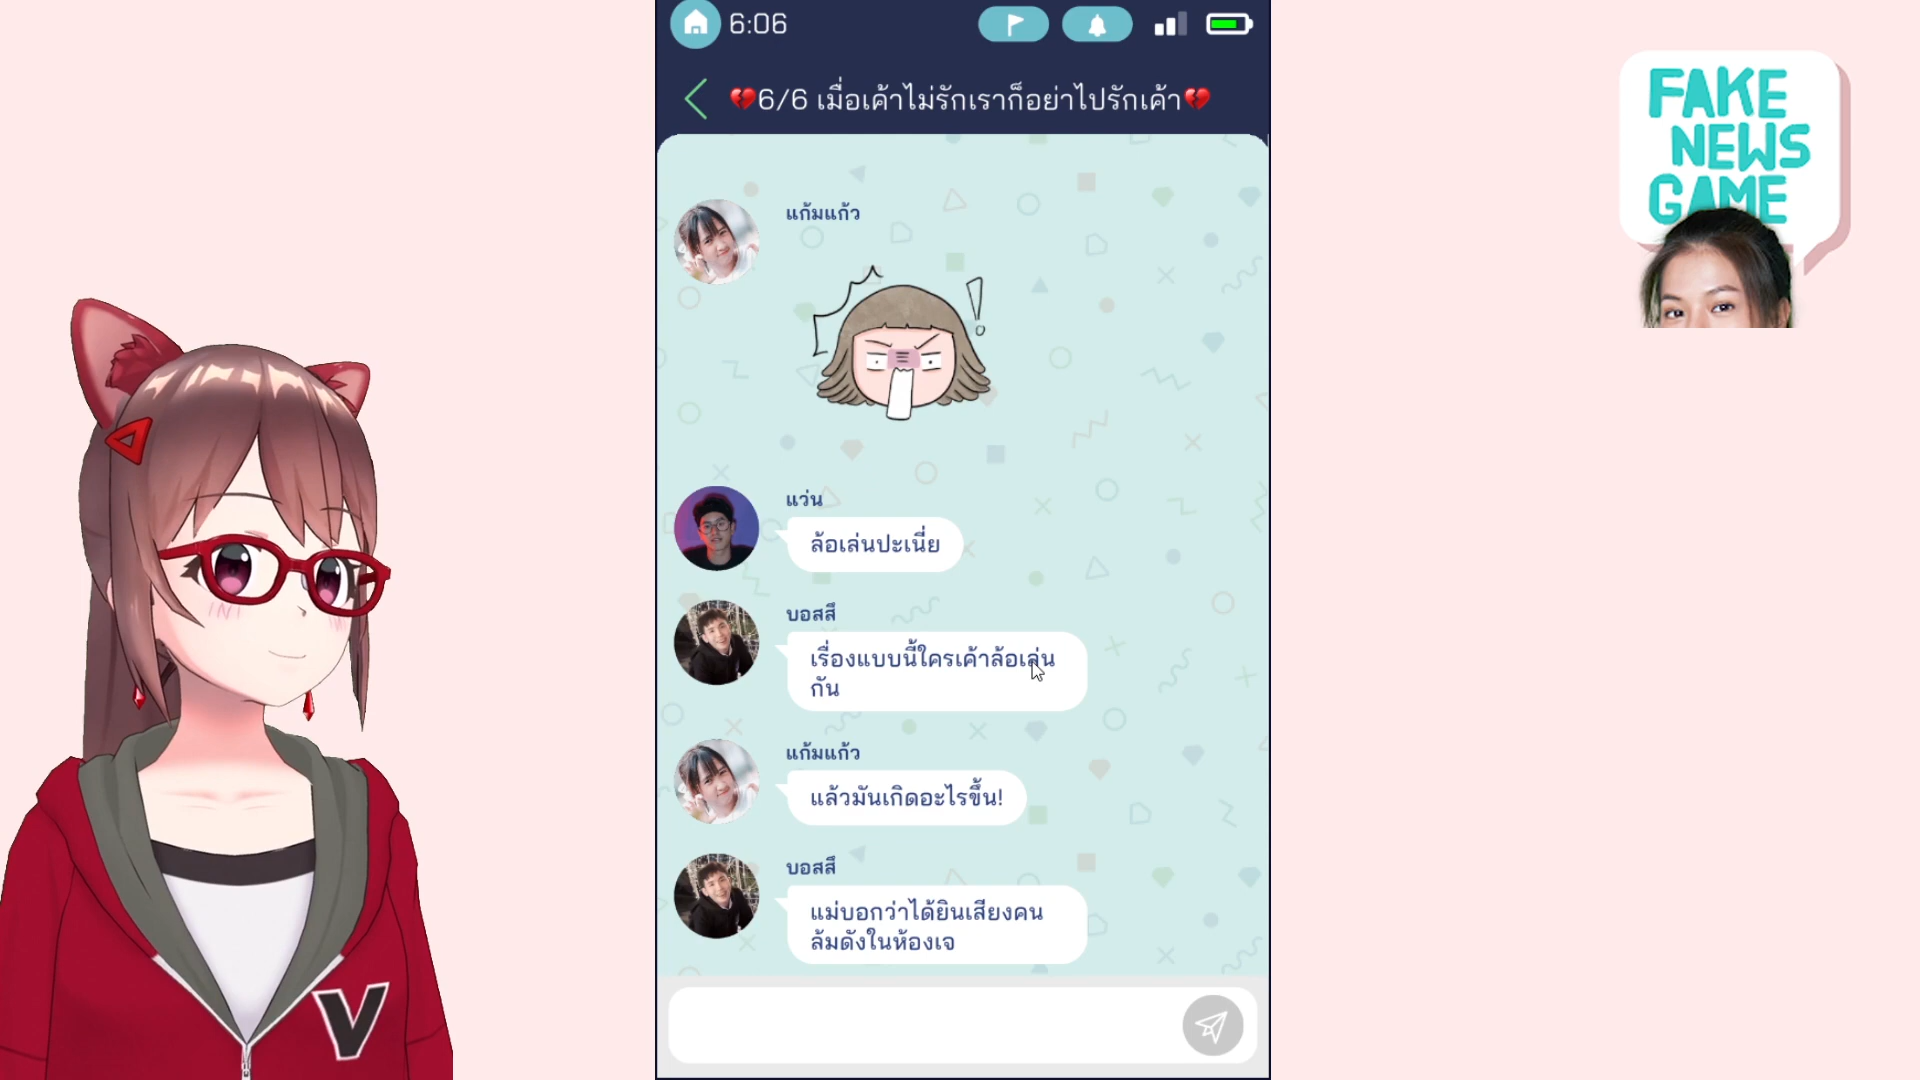 6:06
💔6/6 เมื่อเค้าไม่รักเราก็อย่าไปรักเค้า💔
FAKE
NEWS
GAME
แก้มแก้ว
!
แว่น
ล้อเล่นปะเนี่ย
บอสสึ
เรื่องแบบนี้ใครเค้าล้อเล่น
กัน
แก้มแก้ว
แล้วมันเกิดอะไรขึ้น!
บอสสึ
แม่บอกว่าได้ยินเสียงคน
ล้มดังในห้องเจ
V